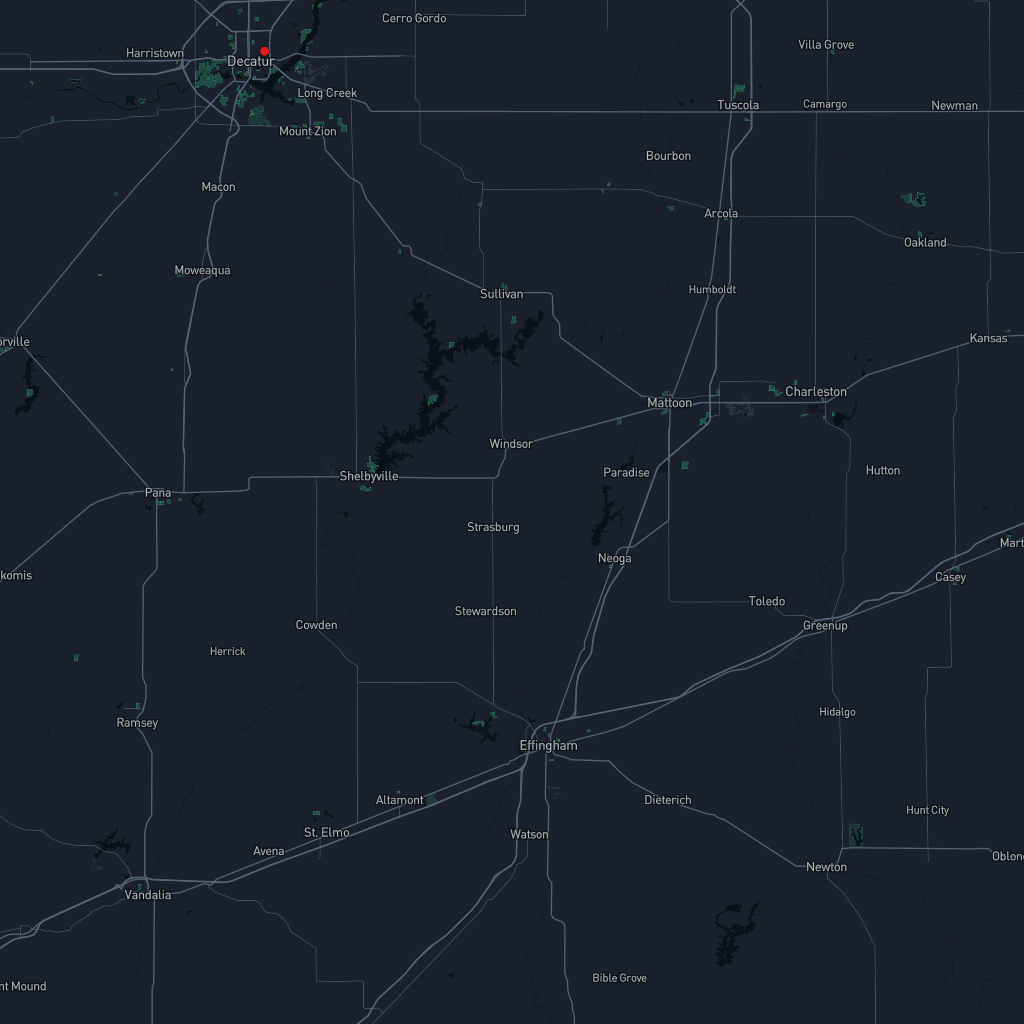 Cerro Gordo
Villa Grove
Harristown
Decatur
Long Creek
Tuscola
Camargo
Newman
Mount Zion
Bourbon
Macon
Arcola
Oakland
Moweaqua
Sullivan
Humboldt
orville
Kansas
Charleston
Mattoon
Windsor
Paradise
Hutton
Shelbyville
Pana
Strasburg
Mart
Neoga
komis
Casey
Toledo
Stewardson
Cowden
Greenup
Herrick
Hidalgo
Ramsey
Effingham
Altamont
Dieterich
Hunt City
St. Elmo
Watson
Avena
Oblong
Newton
Vandalia
Bible Grove
nt Mound